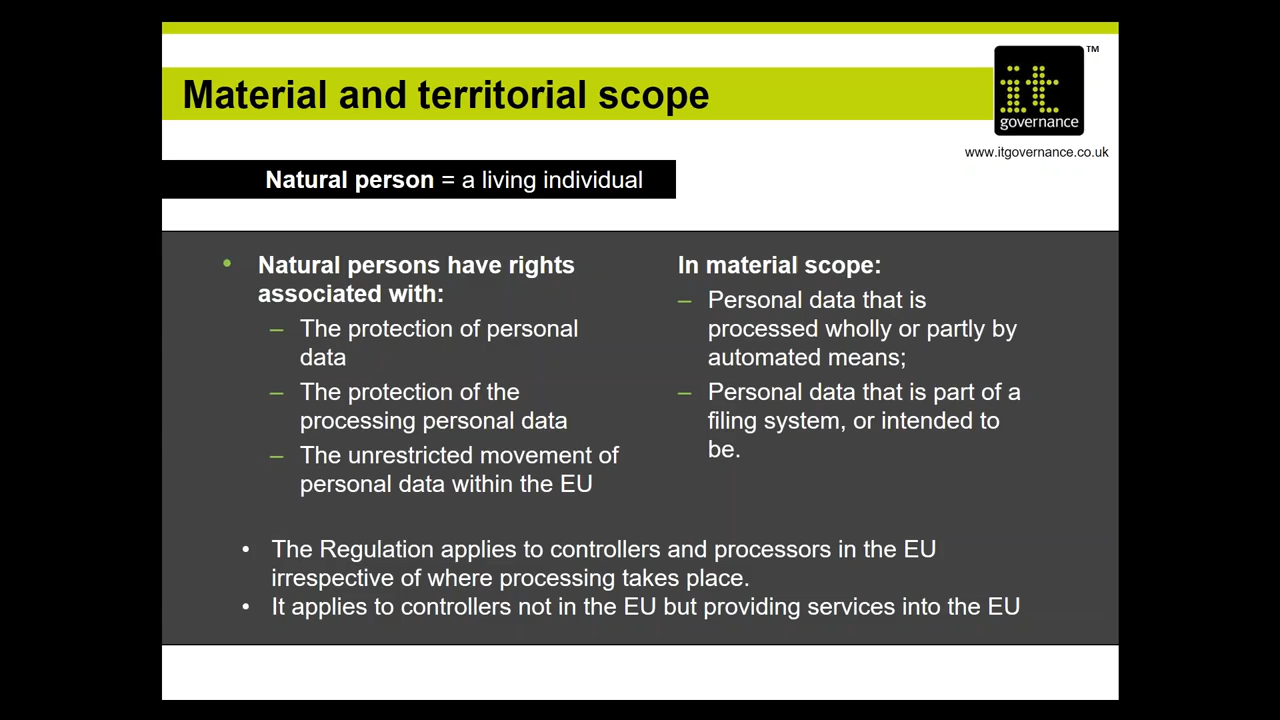 Material and territorial scope
it
governance
TM
www.itgovernance.co.uk
Natural person = a living individual
• Natural persons have rights
associated with:
– The protection of personal
data
– The protection of the
processing personal data
– The unrestricted movement of
personal data within the EU
In material scope:
– Personal data that is
processed wholly or partly by
automated means;
– Personal data that is part of a
filing system, or intended to
be.
• The Regulation applies to controllers and processors in the EU
irrespective of where processing takes place.
• It applies to controllers not in the EU but providing services into the EU